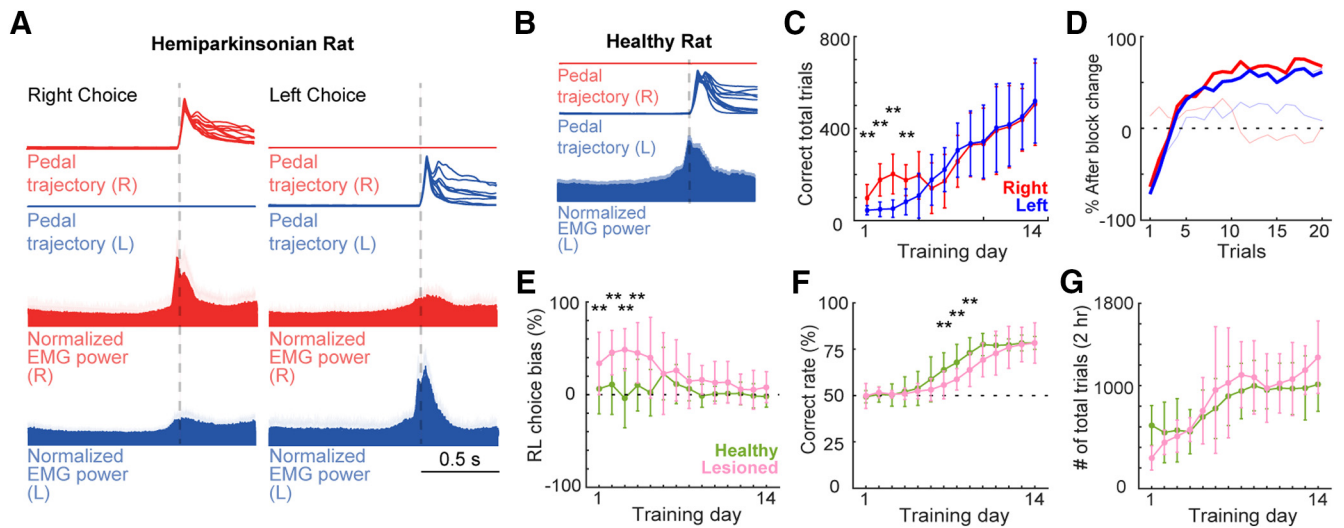 A
Hemiparkinsonian Rat
Right Choice
Left Choice
Pedal
trajectory (R)
Pedal
trajectory (R)
Pedal
trajectory (L)
Pedal
trajectory (L)
Normalized
EMG power
(R)
Normalized
EMG power
(R)
Normalized
EMG power
(L)
Normalized
EMG power
(L)
0.5 s
B
Healthy Rat
Pedal
trajectory (R)
Pedal
trajectory (L)
Normalized
EMG power
(L)
C
Correct total trials
800
400
0
** ** ** **
Right
Left
1
14
Training day
D
% After block change
100
0
-100
1
5
10
15
20
Trials
E
RL choice bias (%)
100
0
-100
** ** ** **
Healthy
Lesioned
1
14
Training day
F
Correct rate (%)
100
75
50
25
0
** ** **
1
14
Training day
G
# of total trials (2 hr)
1800
1000
0
1
14
Training day